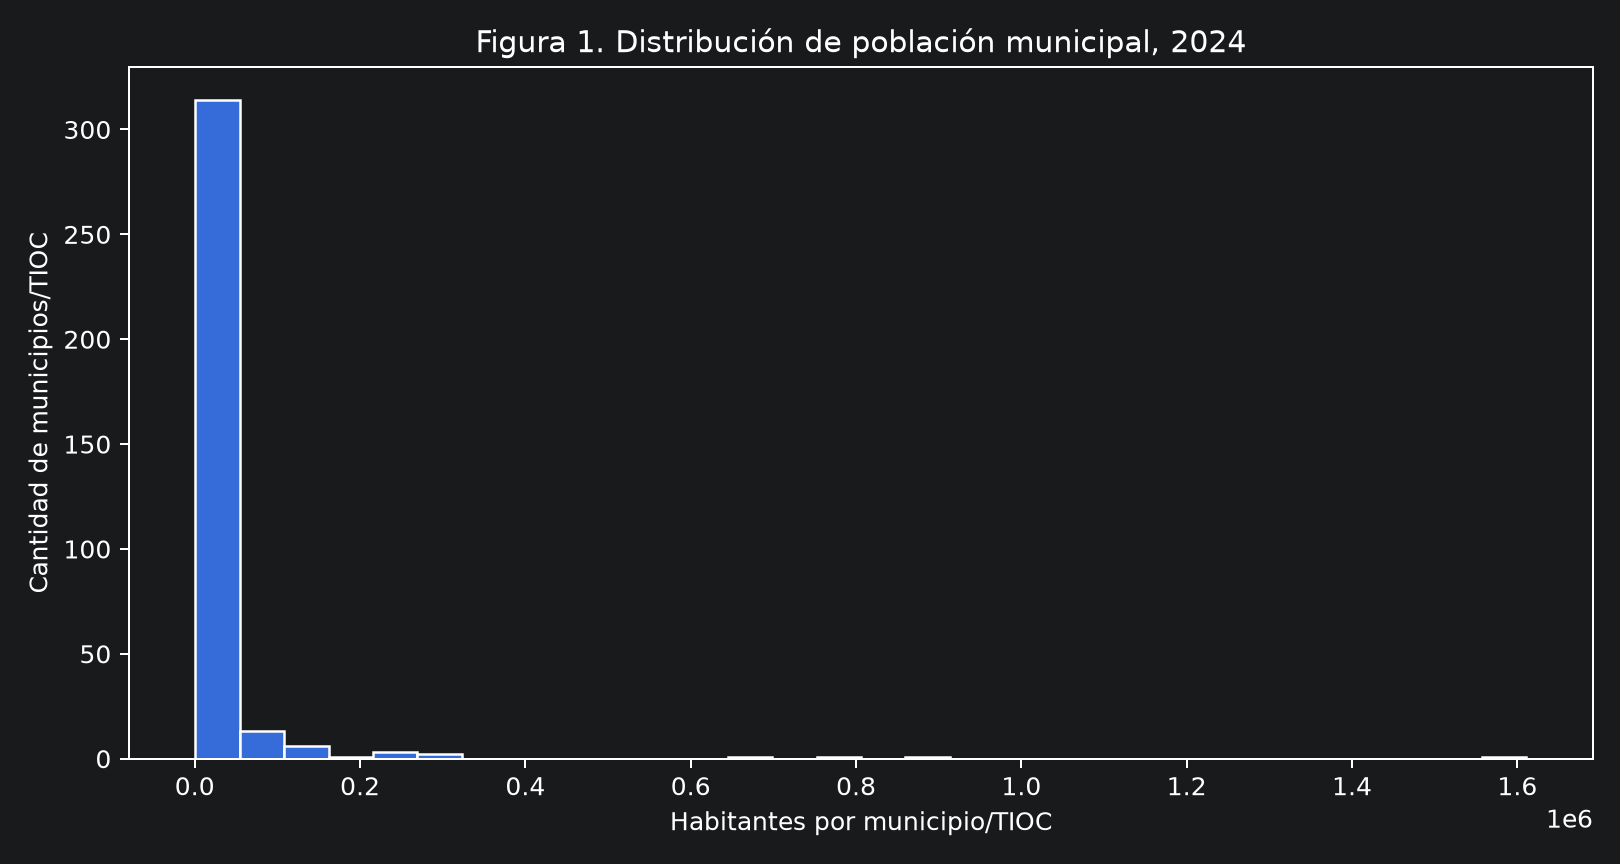 Figura 1. Distribución de población municipal, 2024
Cantidad de municipios/TIOC
300
250
200
150
100
50
0
0.0 0.2 0.4 0.6 0.8 1.0 1.2 1.4 1.6
1e6
Habitantes por municipio/TIOC